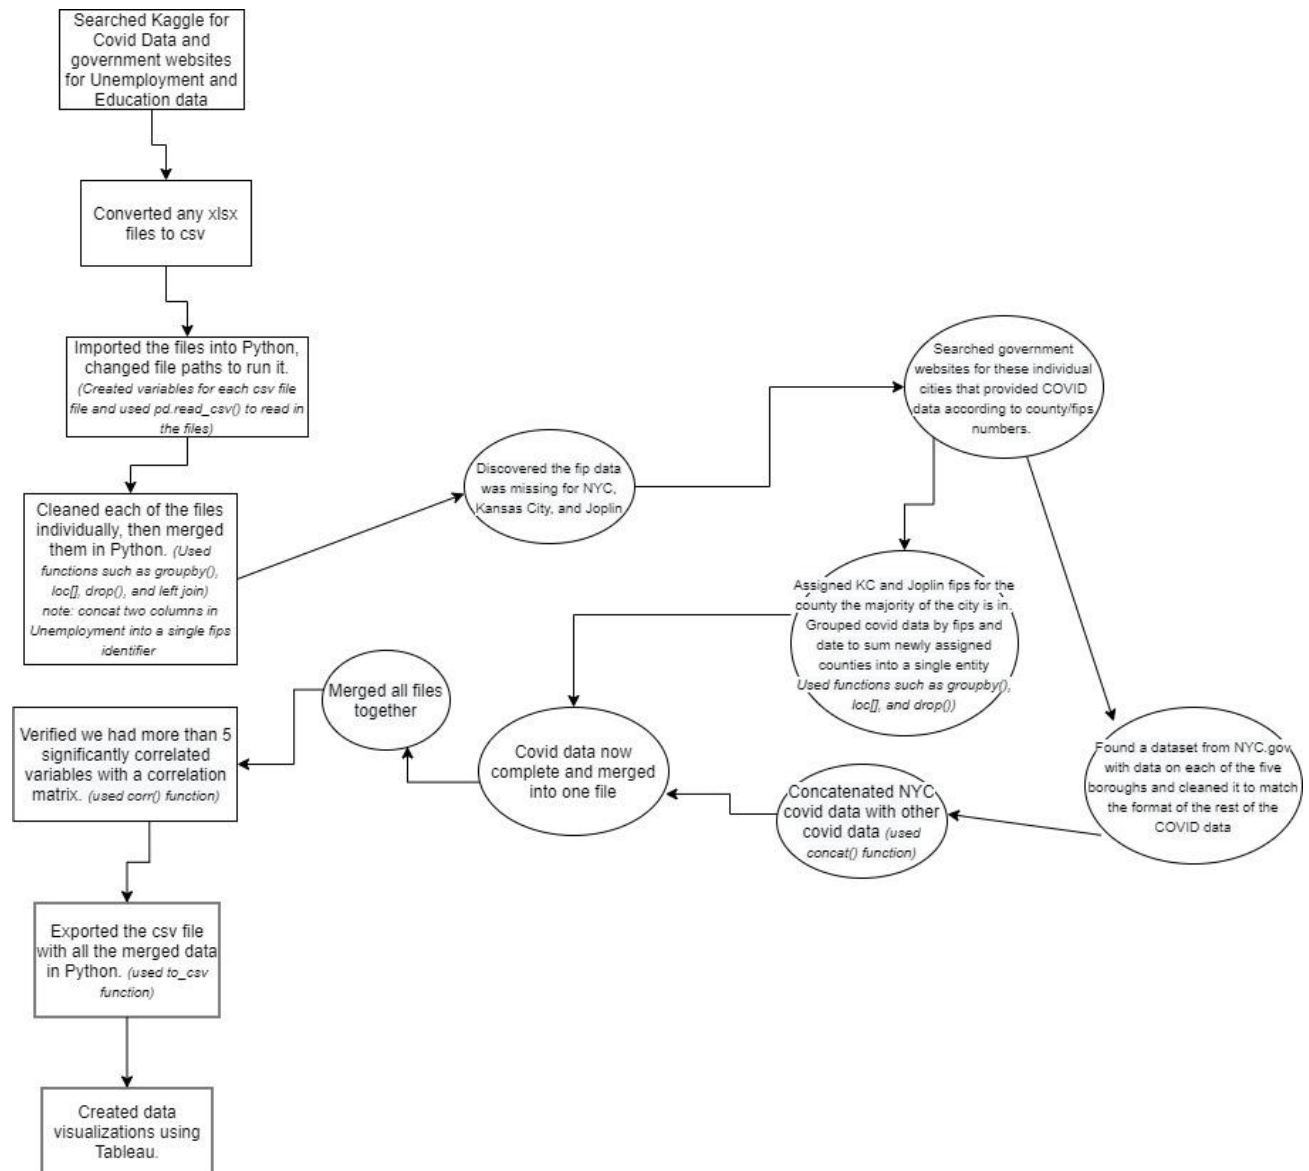 Searched Kaggle for
Covid Data and
government websites
for Unemployment and
Education data
Converted any xlsx
files to csv
Imported the files into Python,
changed file paths to run it.
(Created variables for each csv file
file and used pd.read_csv() to read in
the files)
Cleaned each of the files
individually, then merged
them in Python. (Used
functions such as groupby(),
loc[], drop(), and left join)
note: concat two columns in
Unemployment into a single fips
identifier
Discovered the fip data
was missing for NYC,
Kansas City, and Joplin
Searched government
websites for these individual
cities that provided COVID
data according to county/fips
numbers.
Assigned KC and Joplin fips for the
county the majority of the city is in.
Grouped covid data by fips and
date to sum newly assigned
counties into a single entity
Used functions such as groupby(),
loc[], and drop())
Found a dataset from NYC.gov
with data on each of the five
boroughs and cleaned it to match
the format of the rest of the
COVID data
Concatenated NYC
covid data with other
covid data (used
concat() function)
Covid data now
complete and merged
into one file
Merged all files
together
Verified we had more than 5
significantly correlated
variables with a correlation
matrix. (used corr() function)
Exported the csv file
with all the merged data
in Python. (used to_csv
function)
Created data
visualizations using
Tableau.